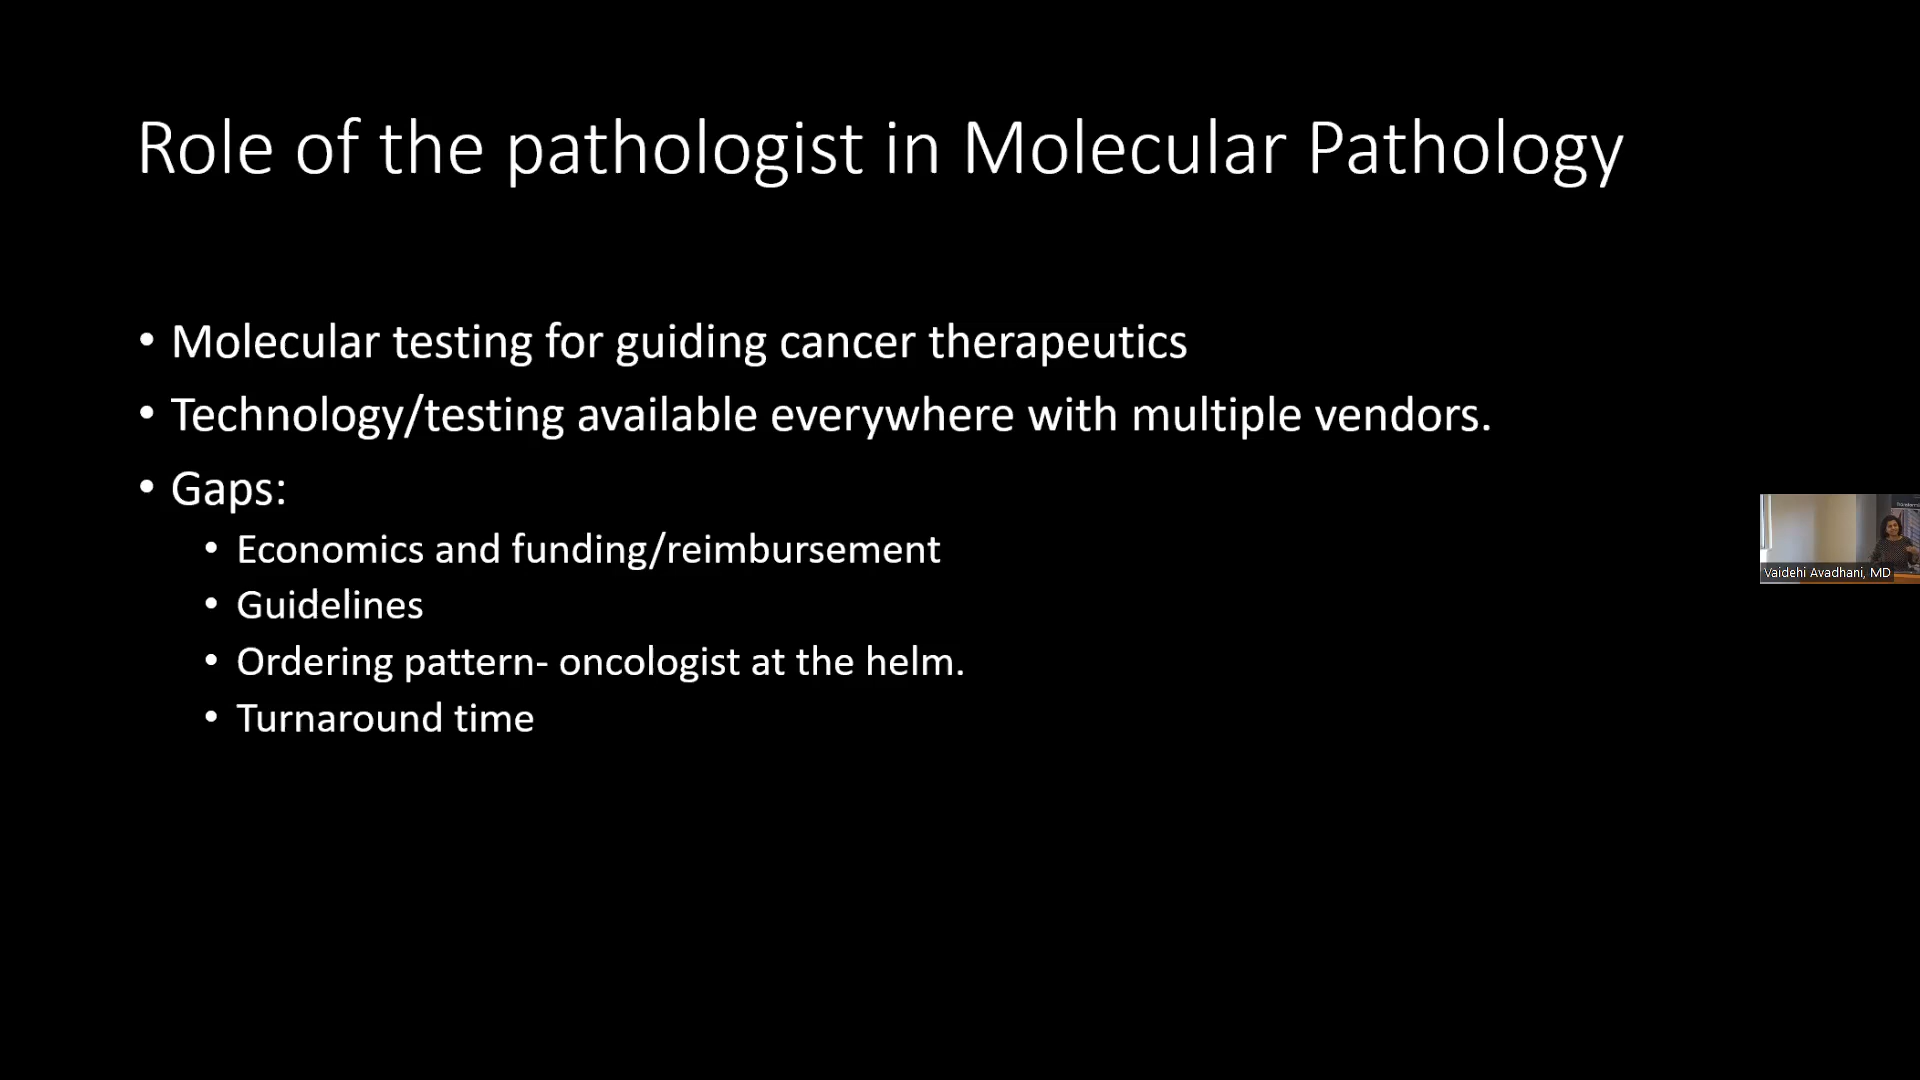 Role of the pathologist in Molecular Pathology
• Molecular testing for guiding cancer therapeutics
• Technology/testing available everywhere with multiple vendors.
• Gaps:
• Economics and funding/reimbursement
• Guidelines
• Ordering pattern- oncologist at the helm.
• Turnaround time
Vaidehi Avadhani, MD